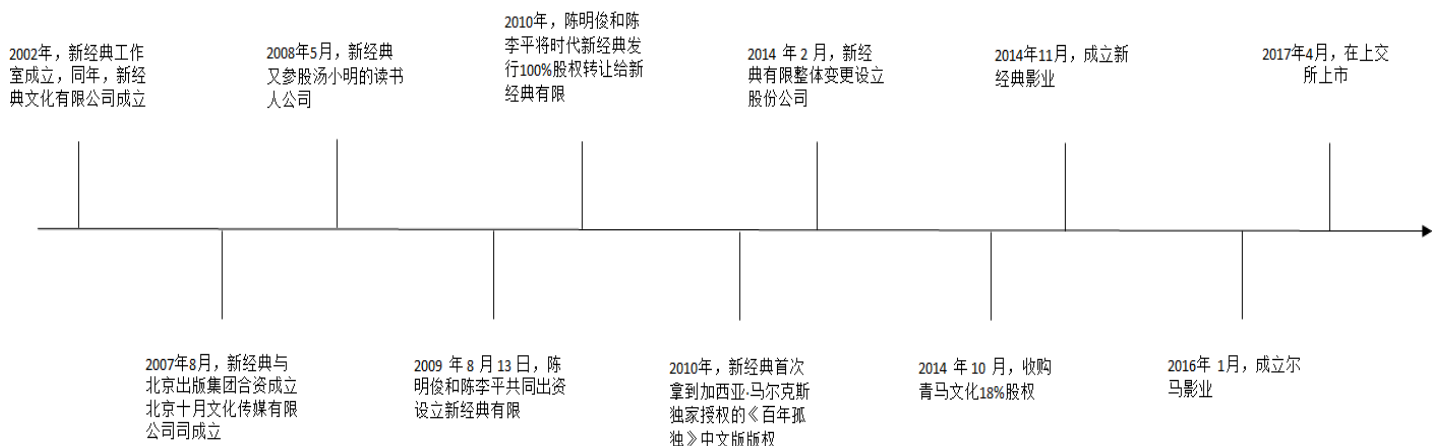 2002年，新经典工作
室成立，同年，新经
典文化有限公司成立
2008年5月，新经典
又参股汤小明的读书
人公司
2010年，陈明俊和陈
李平将时代新经典发
行100%股权转让给新
经典有限
2014 年 2 月，新经
典有限整体变更设立
股份公司
2014年11月，成立新
经典影业
2017年4月，在上交
所上市
2007年8月，新经典与
北京出版集团合资成立
北京十月文化传媒有限
公司司成立
2009 年 8 月 13 日，陈
明俊和陈李平共同出资
设立新经典有限
2010年，新经典首次
拿到加西亚·马尔克斯
独家授权的《百年孤
独》中文版版权
2014 年 10 月，收购
青马文化18%股权
2016年 1月，成立尔
马影业